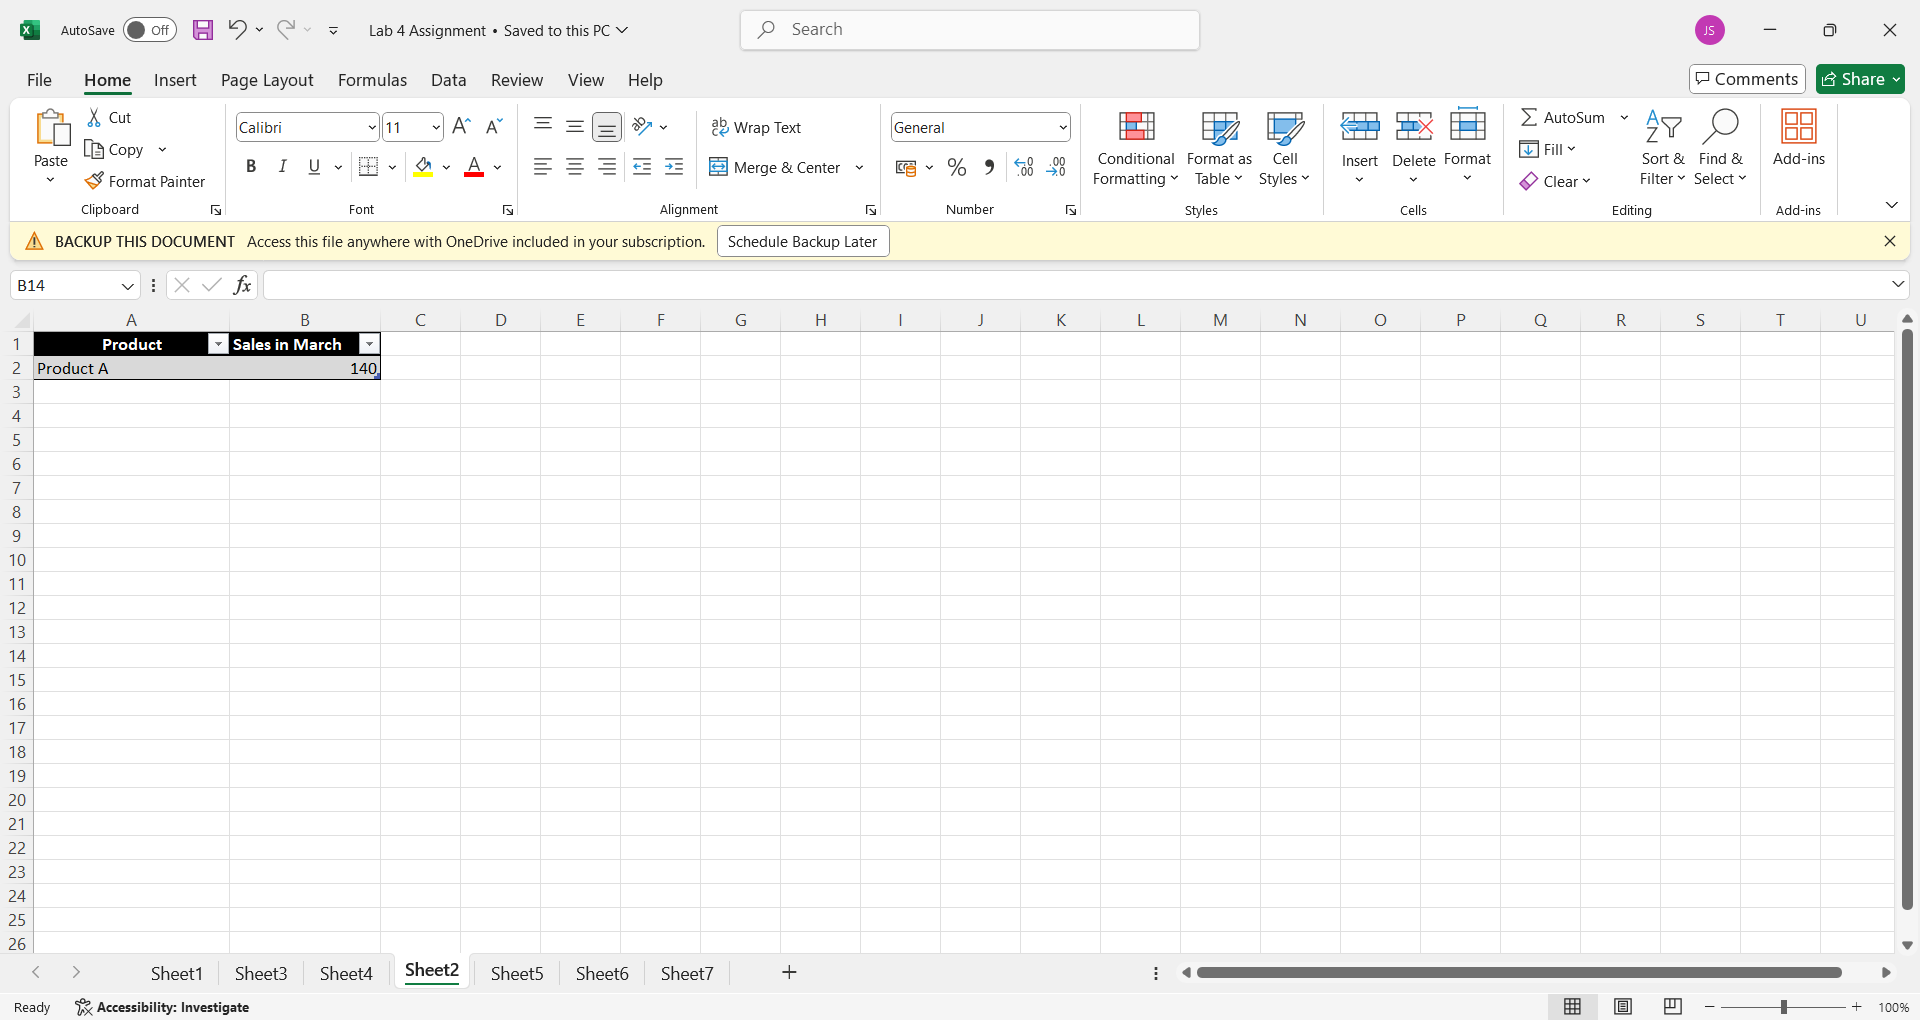 AutoSave Off Lab 4 Assignment • Saved to this PC Search JS
File Home Insert Page Layout Formulas Data Review View Help Comments Share
Paste Cut Copy Format Painter Clipboard
Calibri 11 B I U A Font
Wrap Text Merge & Center Alignment
General % Number
Conditional Formatting Format as Table Cell Styles Styles
Insert Delete Format Cells
AutoSum Fill Clear Sort & Filter Find & Select Editing
Add-ins Add-ins
BACKUP THIS DOCUMENT Access this file anywhere with OneDrive included in your subscription. Schedule Backup Later
B14 fx
A B C D E F G H I J K L M N O P Q R S T U
1 Product Sales in March
2 Product A 140
3
4
5
6
7
8
9
10
11
12
13
14
15
16
17
18
19
20
21
22
23
24
25
26
Sheet1 Sheet3 Sheet4 Sheet2 Sheet5 Sheet6 Sheet7
Ready Accessibility: Investigate 100%